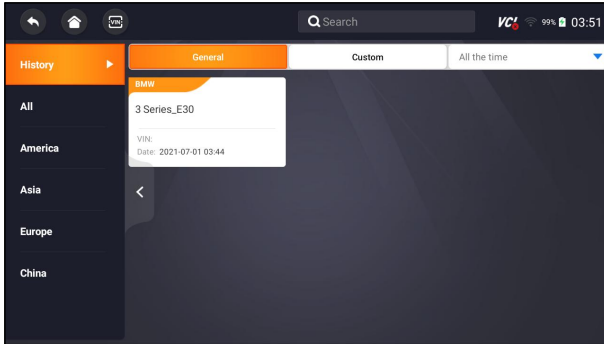 VIN
Search
VCI 99% 03:51
History
General
Custom
All the time
BMW
3 Series_E30
VIN:
Date: 2021-07-01 03:44
All
America
Asia
Europe
China